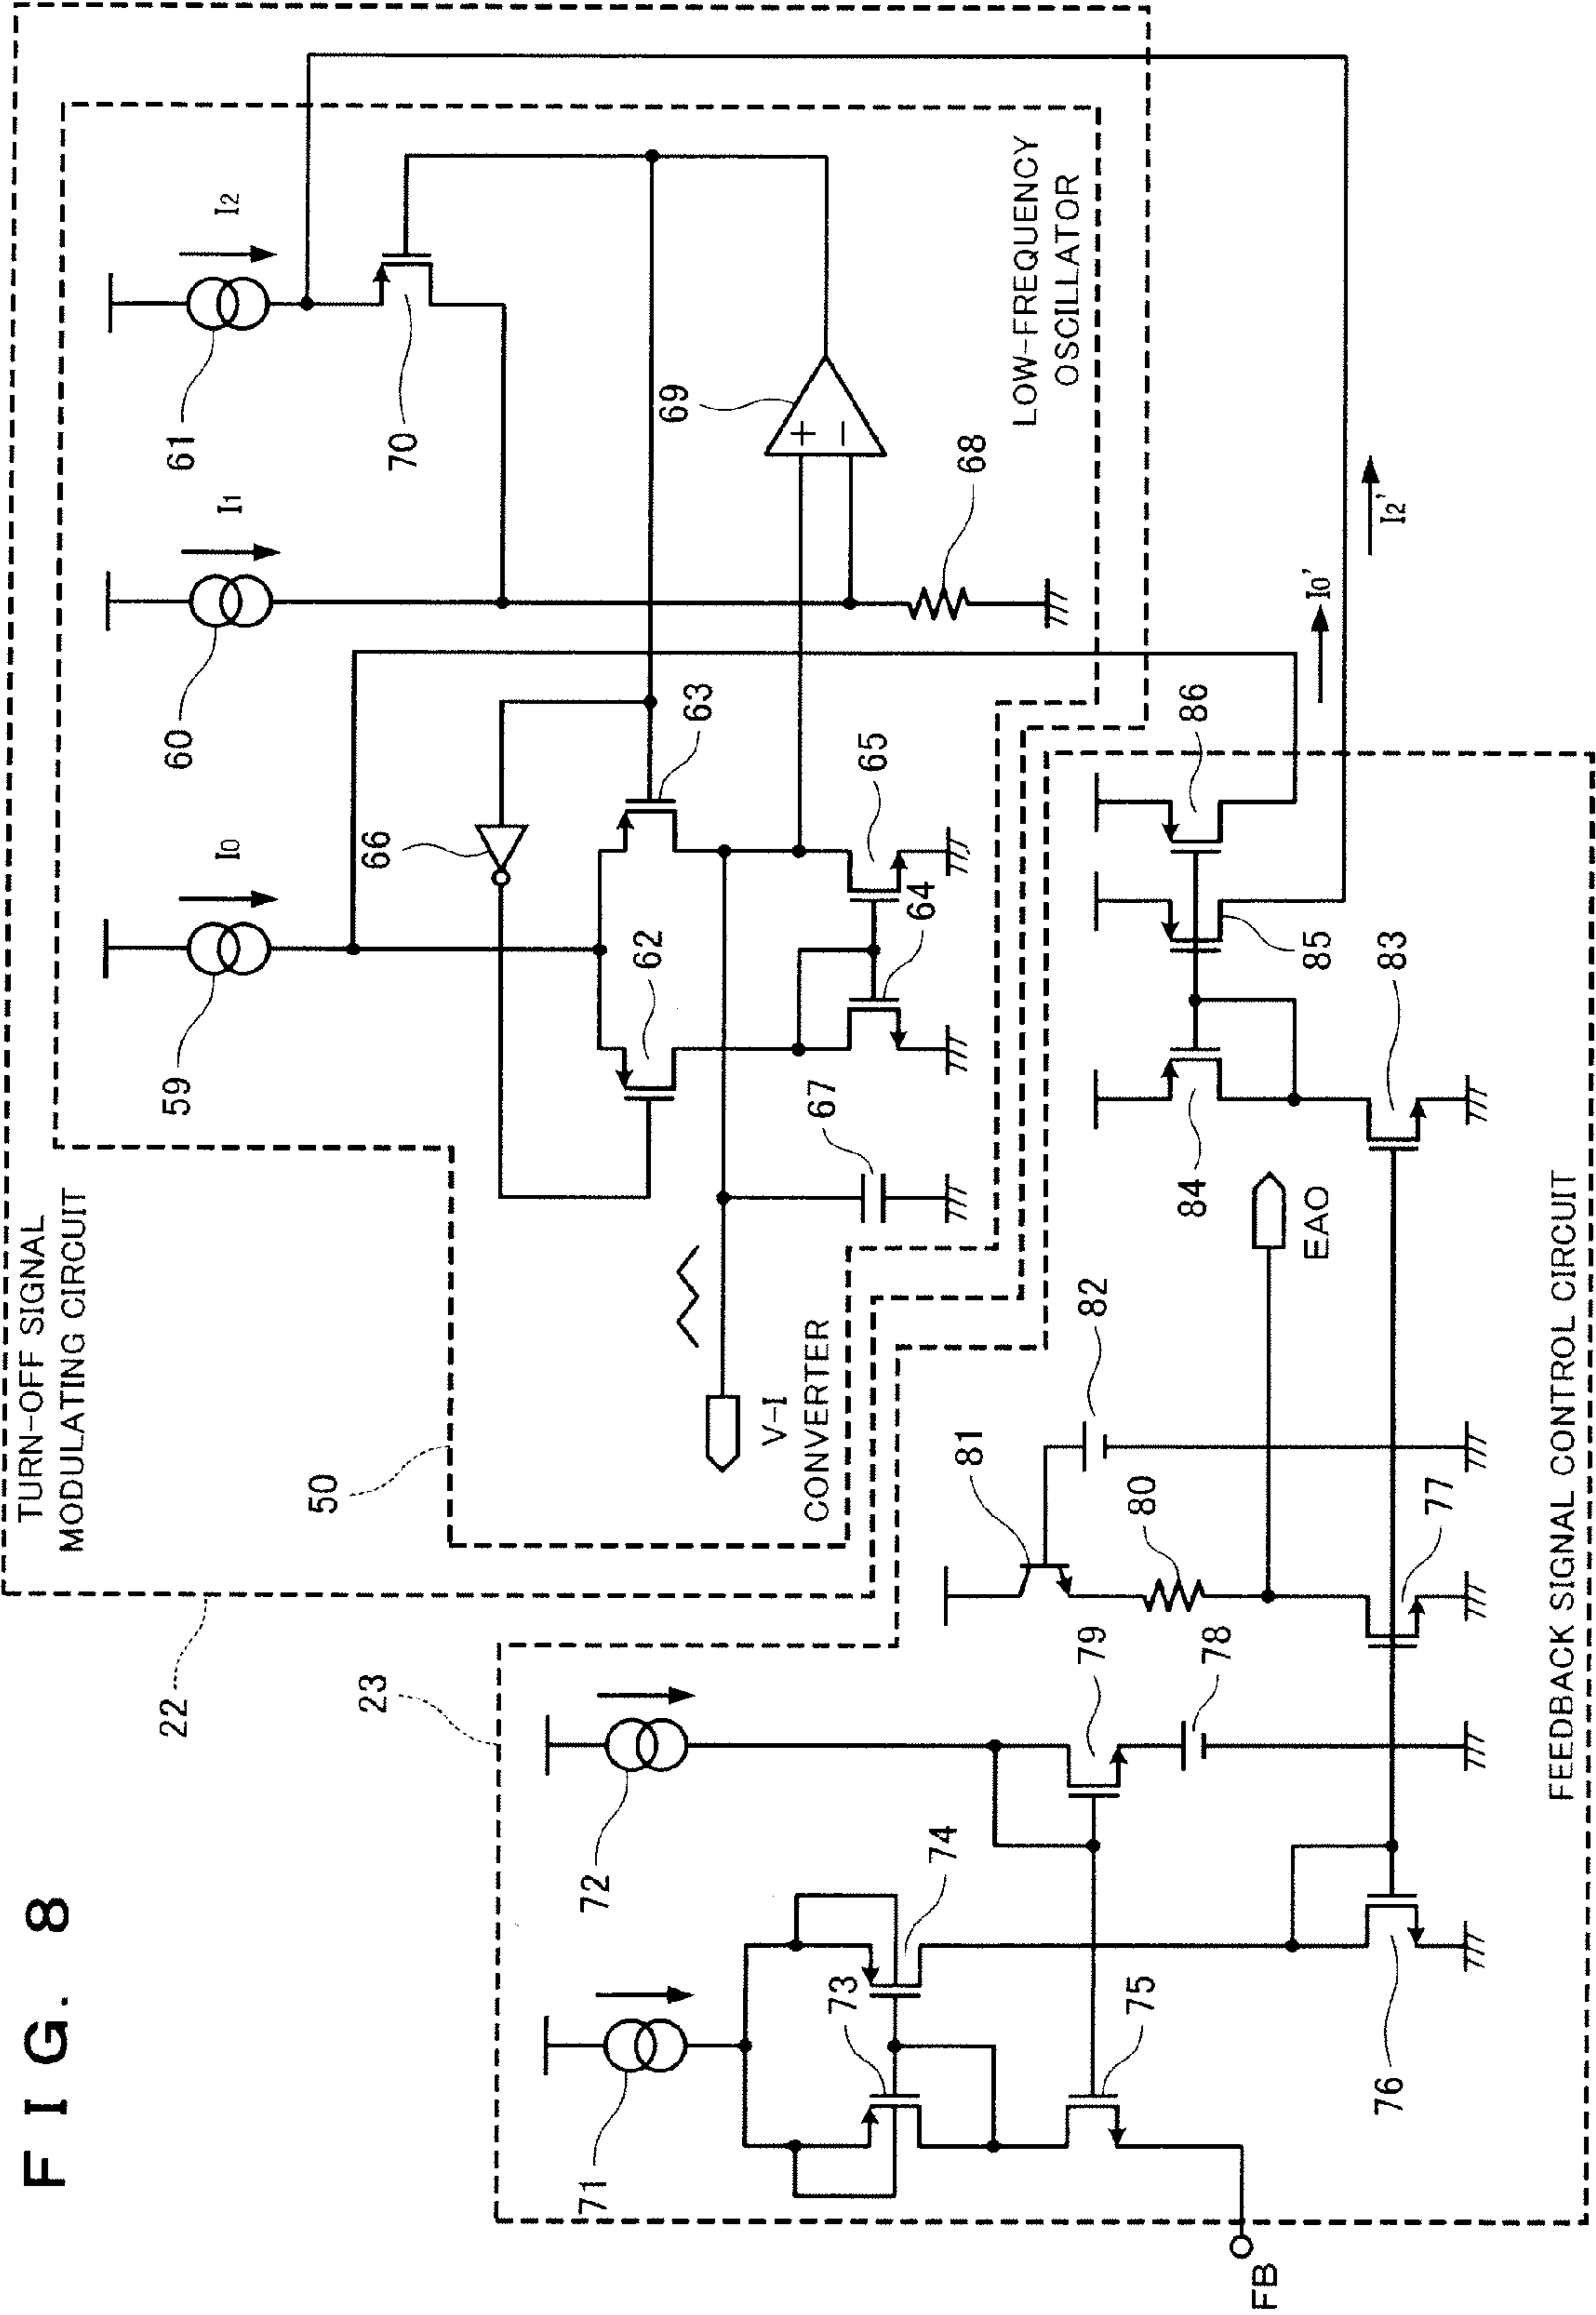 FIG. 8
TURN-OFF SIGNAL
MODULATING CIRCUIT
22
50
59
I0
60
I1
61
I2
70
66
62
63
69
+
−
67
64
65
68
V-I
CONVERTER
LOW-FREQUENCY
OSCILLATOR
23
71
72
73
74
75
79
78
81
82
80
76
77
EAO
84
85
86
83
I0'
I2'
FB
FEEDBACK SIGNAL CONTROL CIRCUIT